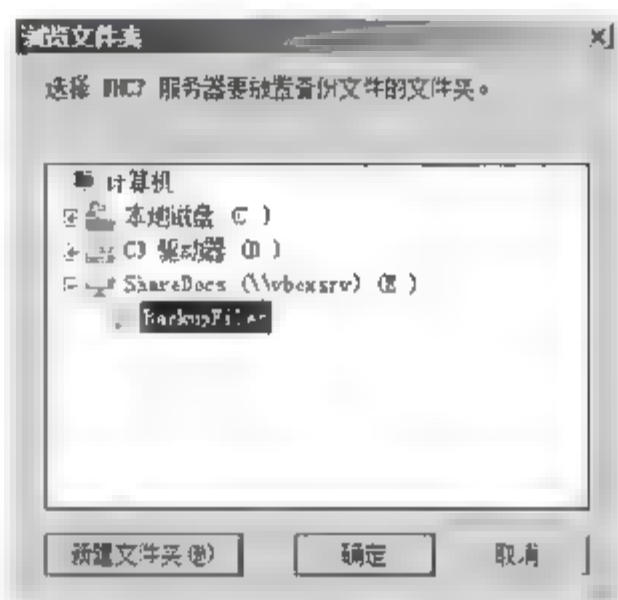 浏览文件夹
选择 DHCP 服务器要放置备份文件的文件夹。
计算机
本地磁盘 (C:)
CD 驱动器 (D:)
ShareDocs (\\vboxsrv) (E:)
BackupFiles
新建文件夹(M)
确定
取消